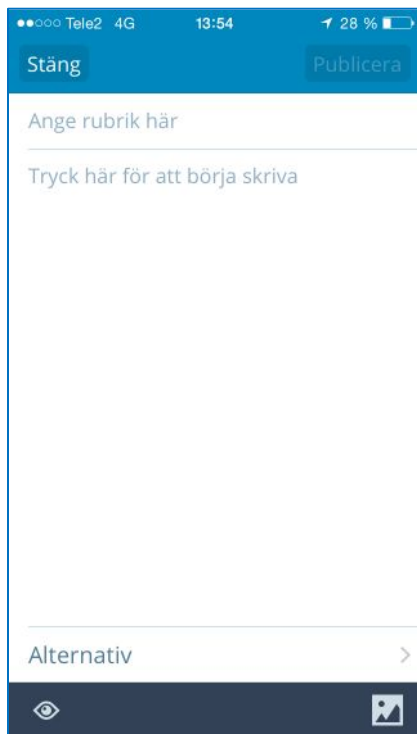 Tele2 4G 13:54 28 %
Stäng Publicera
Ange rubrik här
Tryck här för att börja skriva
Alternativ